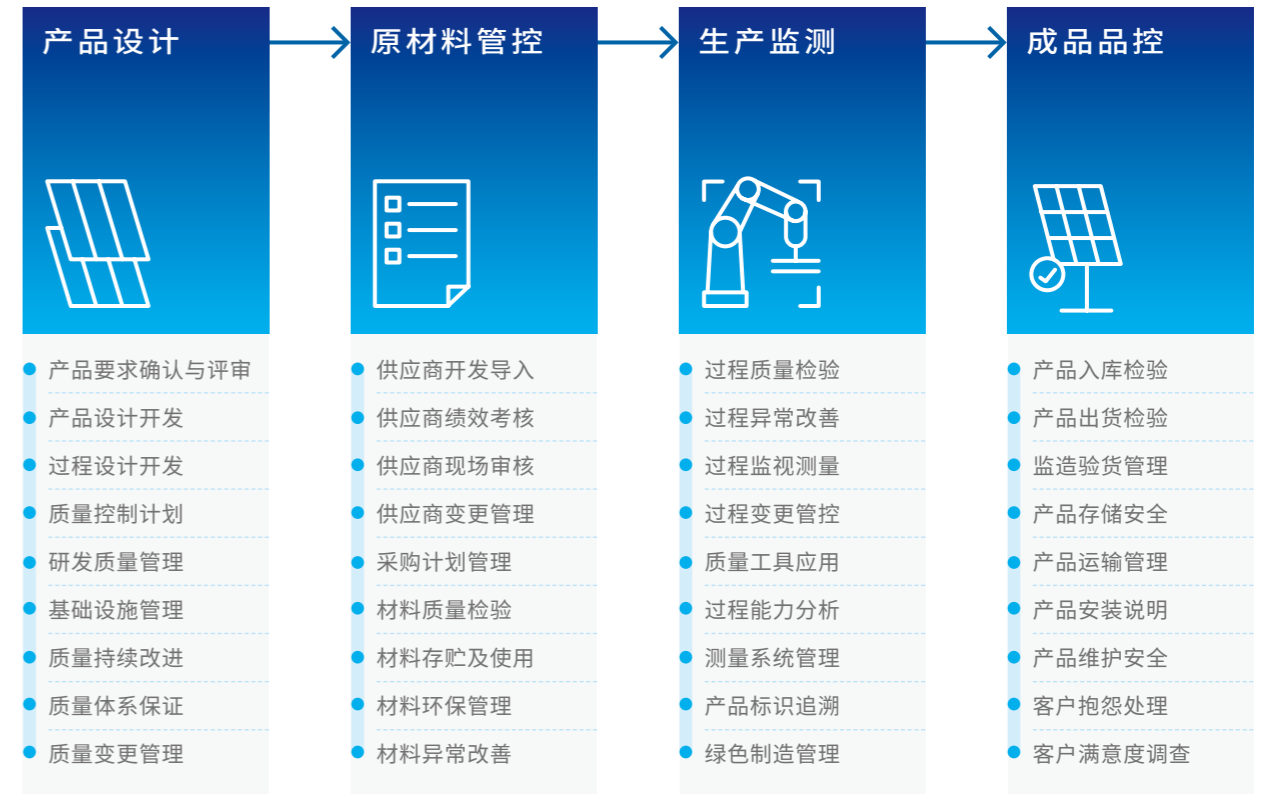 产品设计
产品要求确认与评审
产品设计开发
过程设计开发
质量控制计划
研发质量管理
基础设施管理
质量持续改进
质量体系保证
质量变更管理
原材料管控
供应商开发导入
供应商绩效考核
供应商现场审核
供应商变更管理
采购计划管理
材料质量检验
材料存贮及使用
材料环保管理
材料异常改善
生产监测
过程质量检验
过程异常改善
过程监视测量
过程变更管控
质量工具应用
过程能力分析
测量系统管理
产品标识追溯
绿色制造管理
成品品控
产品入库检验
产品出货检验
监造验货管理
产品存储安全
产品运输管理
产品安装说明
产品维护安全
客户抱怨处理
客户满意度调查